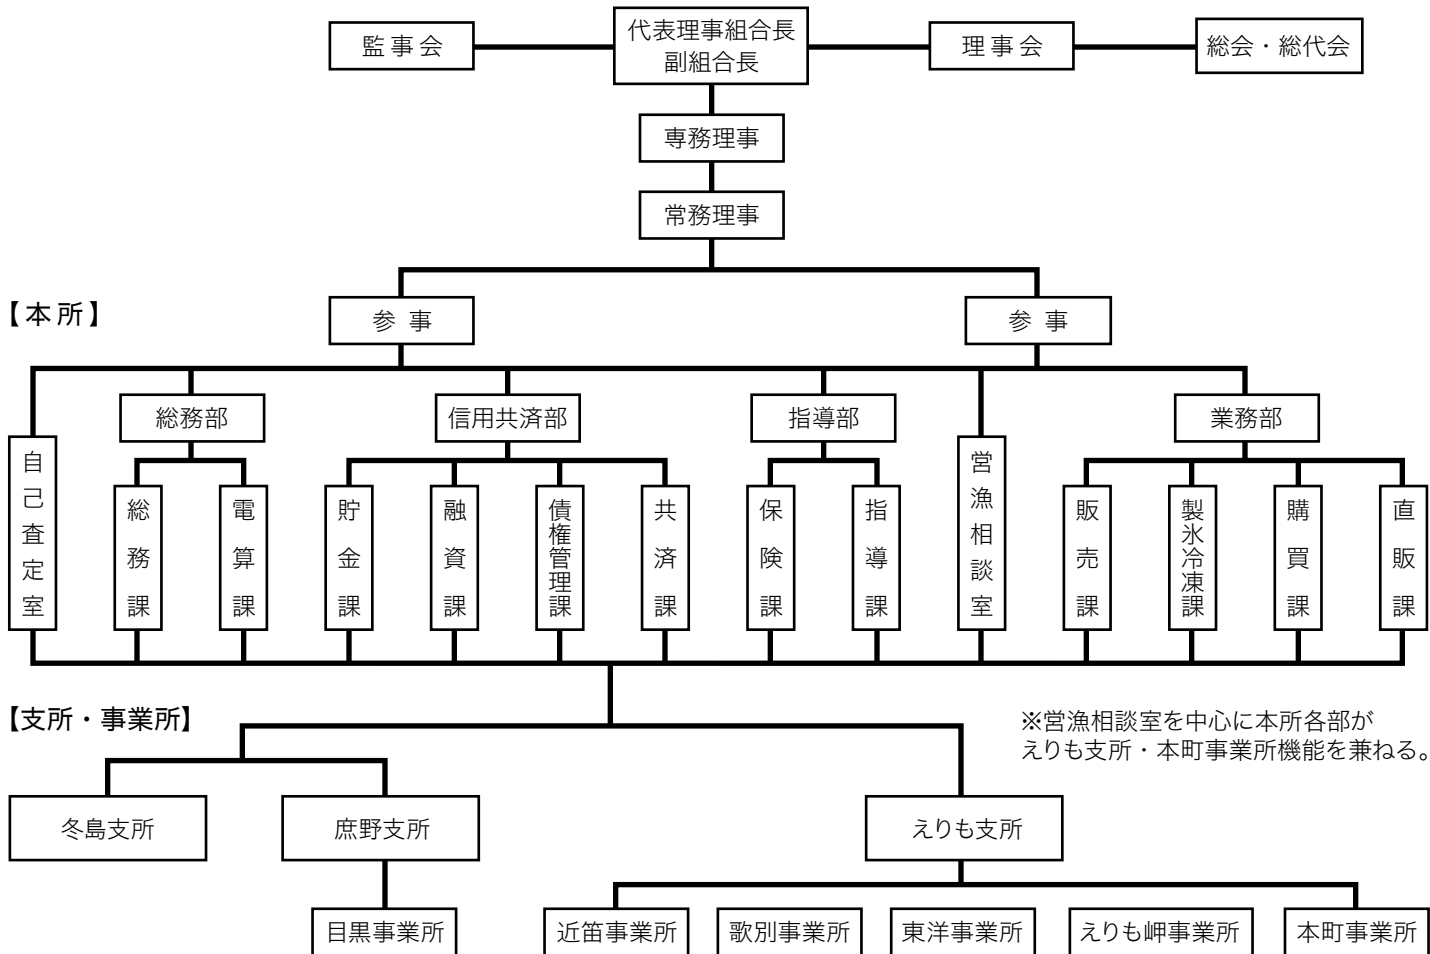 監事会
代表理事組合長
副組合長
理事会
総会・総代会
専務理事
常務理事
【本所】
参事
参事
総務部
信用共済部
指導部
業務部
自己査定室
総務課
電算課
貯金課
融資課
債権管理課
共済課
保険課
指導課
営漁相談室
販売課
製氷冷凍課
購買課
直販課
【支所・事業所】
※営漁相談室を中心に本所各部が
えりも支所・本町事業所機能を兼ねる。
冬島支所
庶野支所
えりも支所
目黒事業所
近笛事業所
歌別事業所
東洋事業所
えりも岬事業所
本町事業所